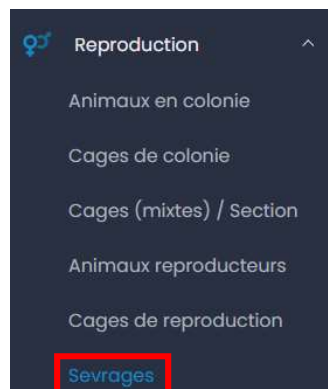 Reproduction
Animaux en colonie
Cages de colonie
Cages (mixtes) / Section
Animaux reproducteurs
Cages de reproduction
Sevrages